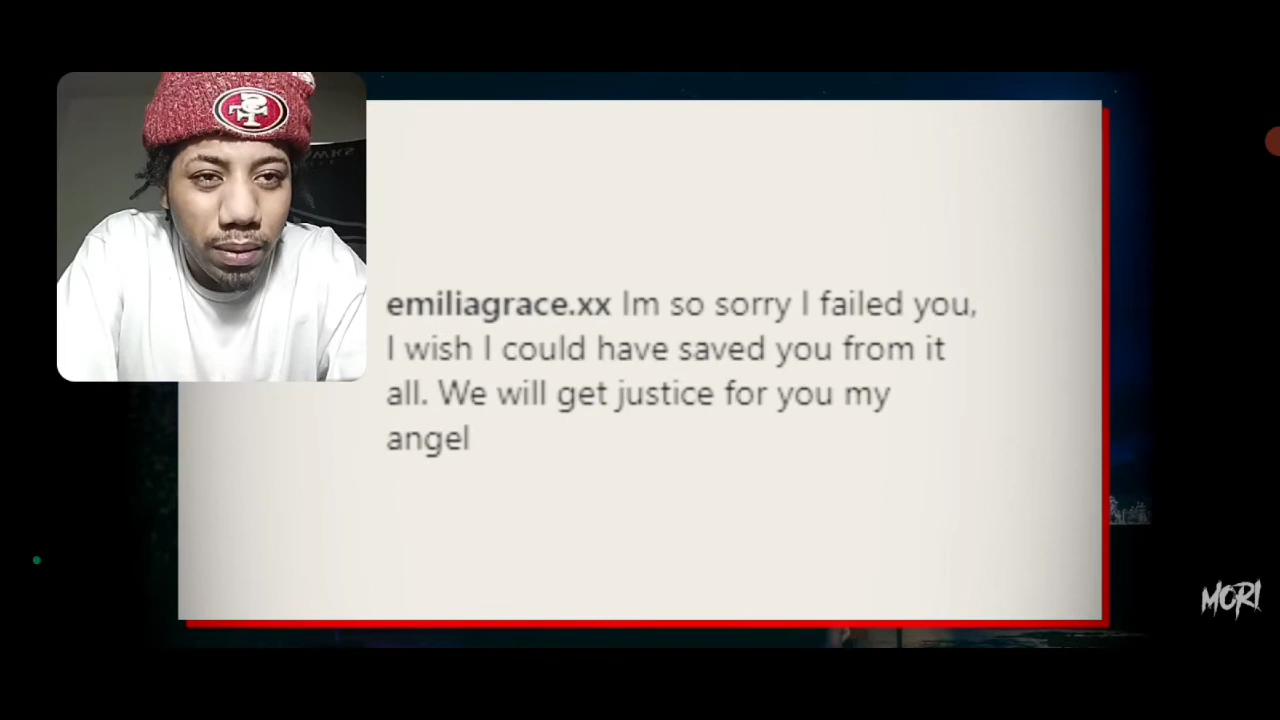 emiliagrace.xx Im so sorry I failed you,
I wish I could have saved you from it
all. We will get justice for you my
angel
SF
MORI